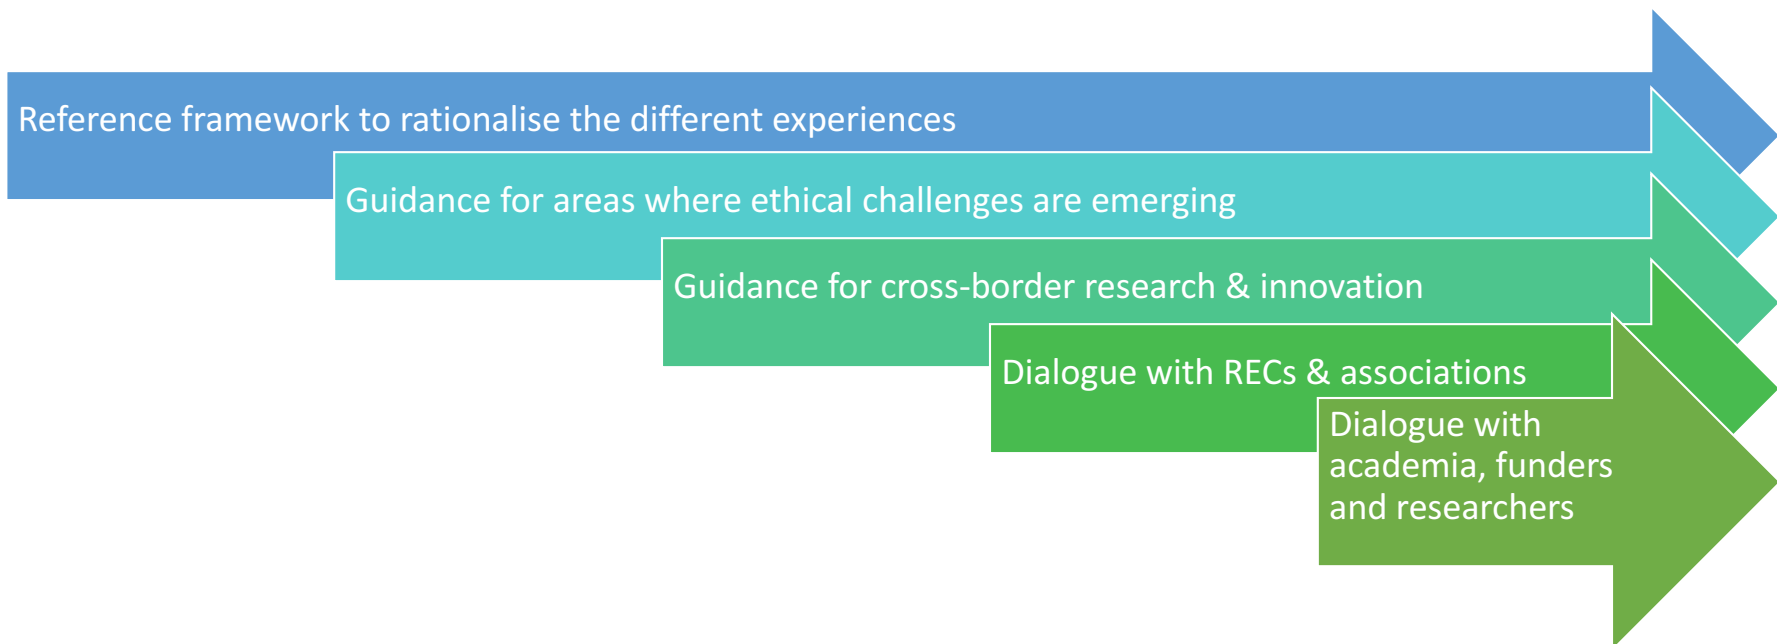 Reference framework to rationalise the different experiences
Guidance for areas where ethical challenges are emerging
Guidance for cross-border research & innovation
Dialogue with RECs & associations
Dialogue with
academia, funders
and researchers